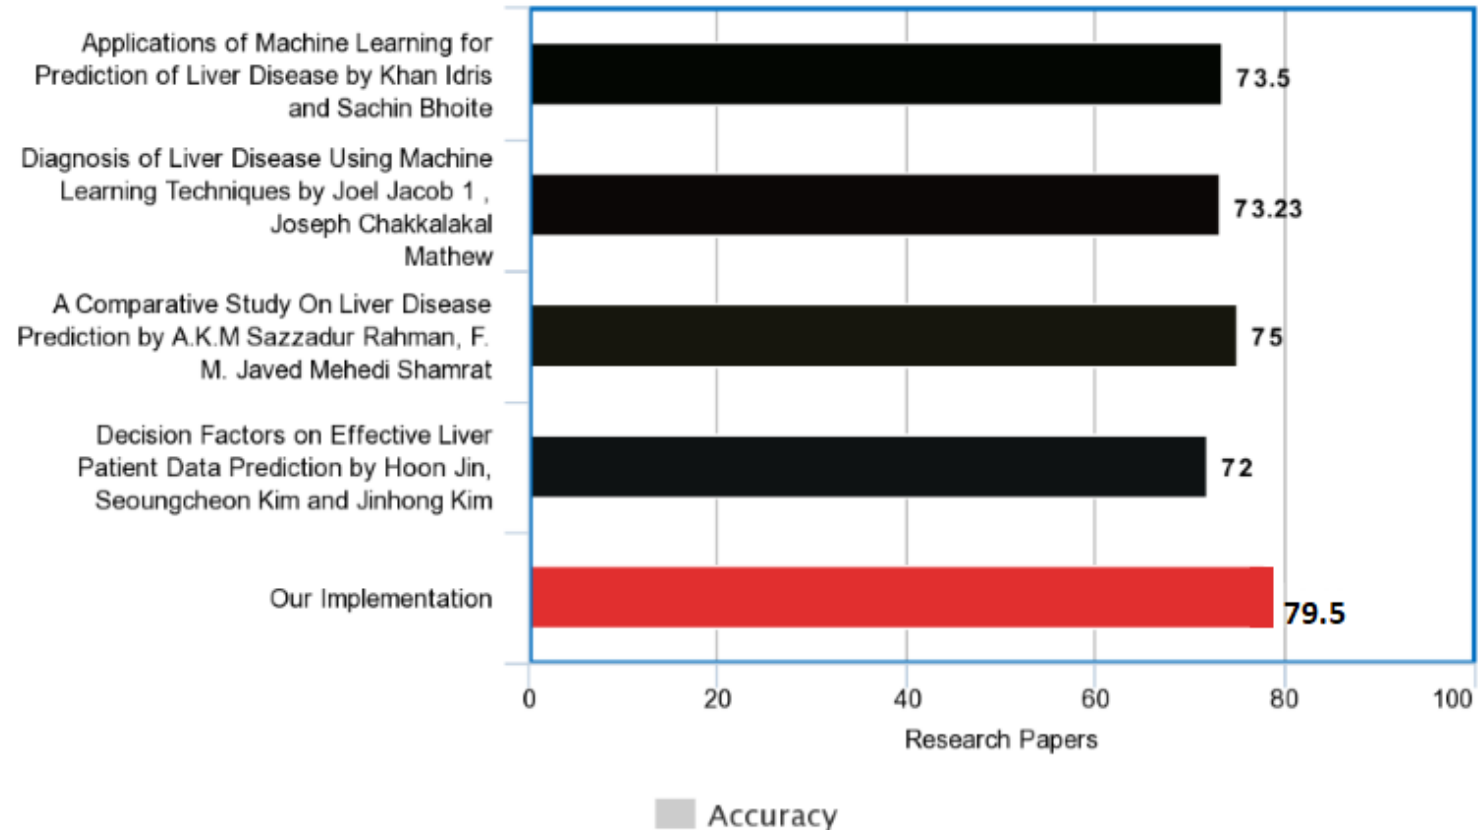 Applications of Machine Learning for
Prediction of Liver Disease by Khan Idris
and Sachin Bhoite
73.5
Diagnosis of Liver Disease Using Machine
Learning Techniques by Joel Jacob 1 ,
Joseph Chakkalakal
Mathew
73.23
A Comparative Study On Liver Disease
Prediction by A.K.M Sazzadur Rahman, F.
M. Javed Mehedi Shamrat
75
Decision Factors on Effective Liver
Patient Data Prediction by Hoon Jin,
Seoungcheon Kim and Jinhong Kim
72
Our Implementation
79.5
0 20 40 60 80 100
Research Papers
Accuracy